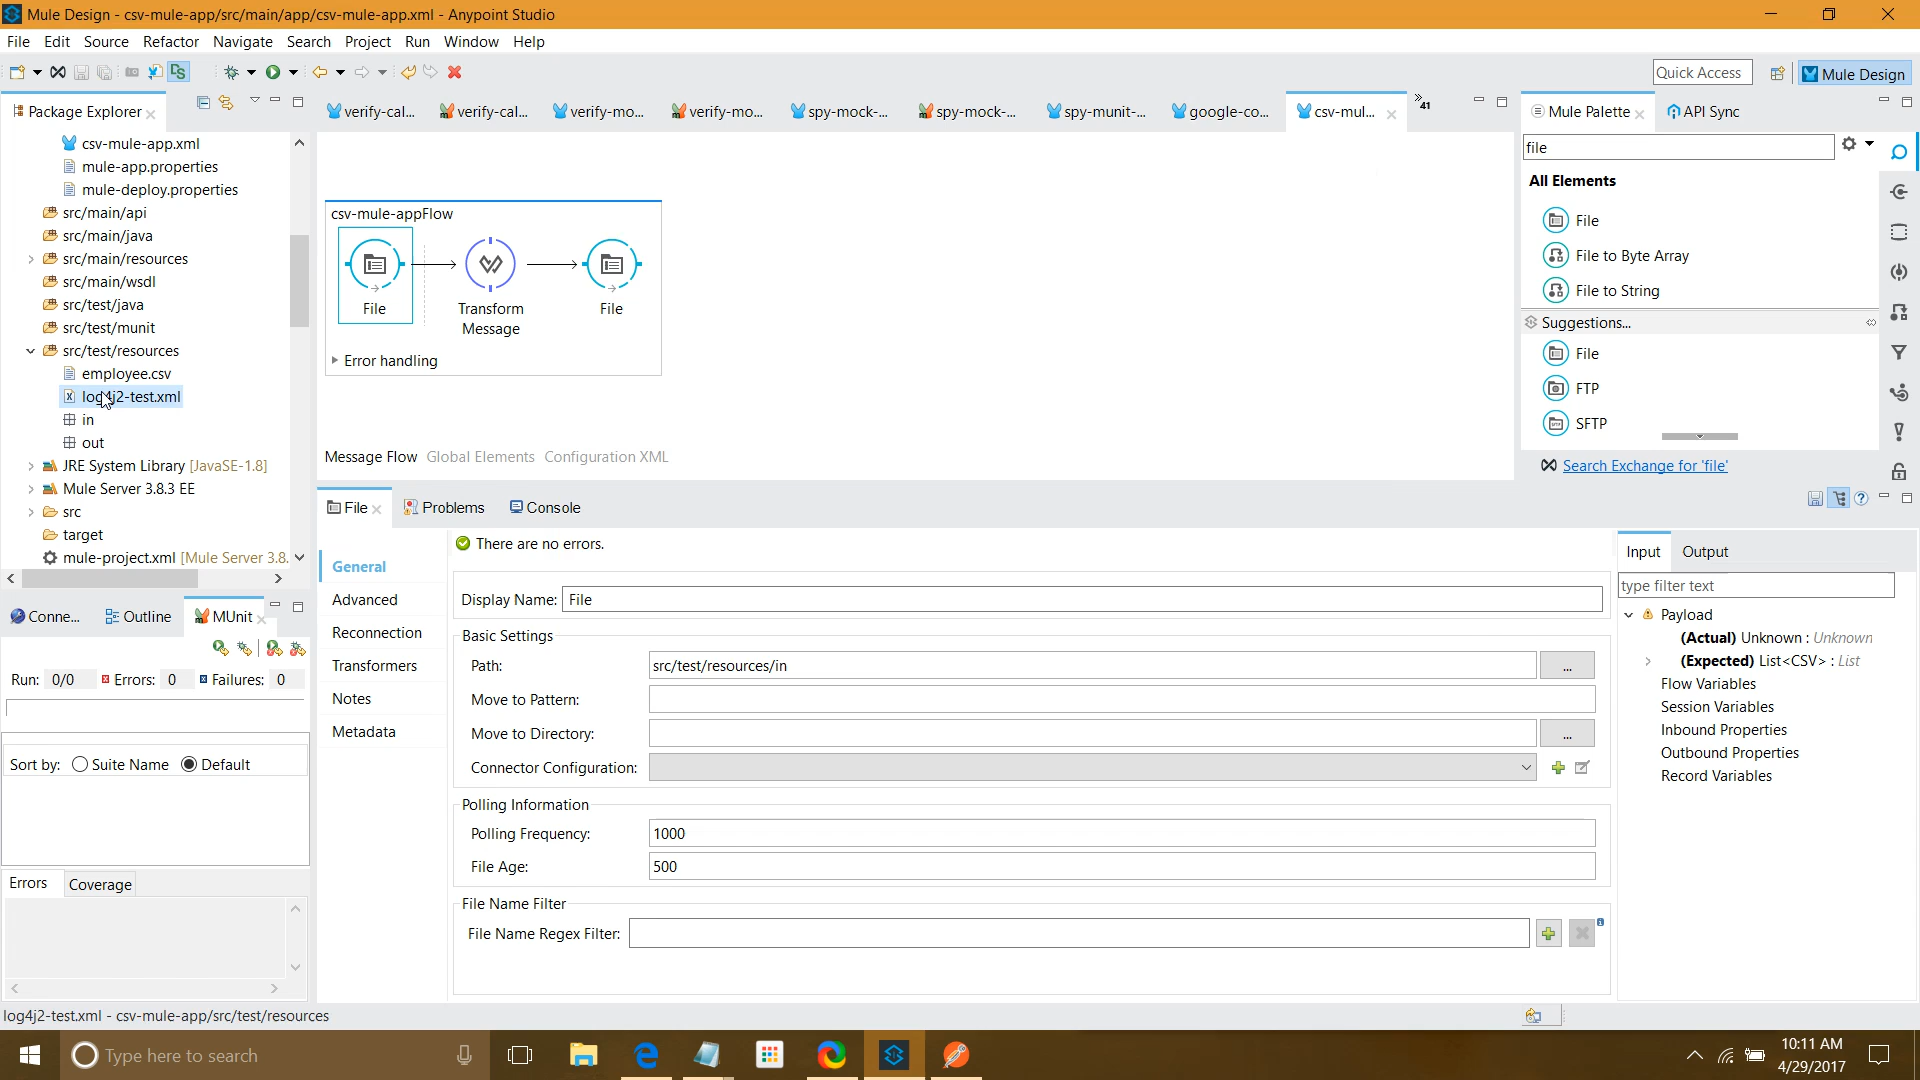 Mule Design - csv-mule-app/src/main/app/csv-mule-app.xml - Anypoint Studio
File Edit Source Refactor Navigate Search Project Run Window Help
Quick Access
Mule Design
Package Explorer
csv-mule-app.xml
mule-app.properties
mule-deploy.properties
src/main/api
src/main/java
src/main/resources
src/main/wsdl
src/test/java
src/test/munit
src/test/resources
employee.csv
log4j2-test.xml
in
out
JRE System Library [JavaSE-1.8]
Mule Server 3.8.3 EE
src
target
mule-project.xml [Mule Server 3.8.
verify-cal... verify-cal... verify-mo... verify-mo... spy-mock-... spy-mock-... spy-munit-... google-co... csv-mul... 41
csv-mule-appFlow
File
Transform
Message
File
Error handling
Message Flow Global Elements Configuration XML
Mule Palette API Sync
file
All Elements
File
File to Byte Array
File to String
Suggestions...
File
FTP
SFTP
Search Exchange for 'file'
Conne... Outline MUnit
Run: 0/0 Errors: 0 Failures: 0
Sort by: Suite Name Default
Errors Coverage
File Problems Console
General
Advanced
Reconnection
Transformers
Notes
Metadata
There are no errors.
Display Name: File
Basic Settings
Path: src/test/resources/in ...
Move to Pattern:
Move to Directory: ...
Connector Configuration:
Polling Information
Polling Frequency: 1000
File Age: 500
File Name Filter
File Name Regex Filter:
Input Output
type filter text
Payload
(Actual) Unknown : Unknown
(Expected) List<CSV> : List
Flow Variables
Session Variables
Inbound Properties
Outbound Properties
Record Variables
log4j2-test.xml - csv-mule-app/src/test/resources
Type here to search
10:11 AM
4/29/2017